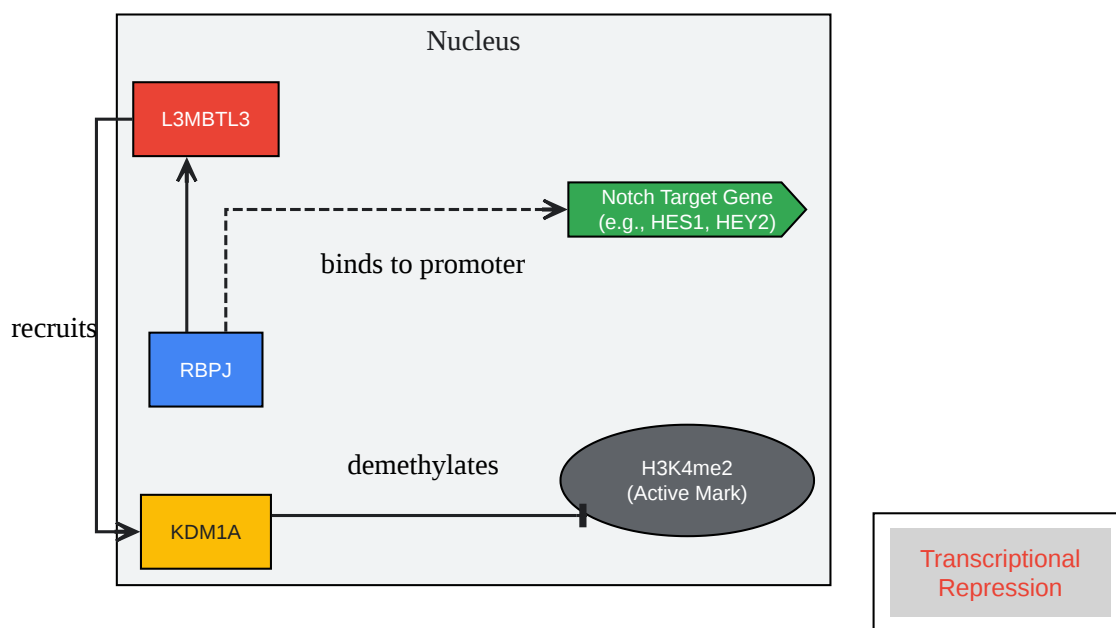 Nucleus
L3MBTL3
Notch Target Gene
(e.g., HES1, HEY2)
binds to promoter
recruits
RBPJ
demethylates
H3K4me2
(Active Mark)
KDM1A
Transcriptional
Repression